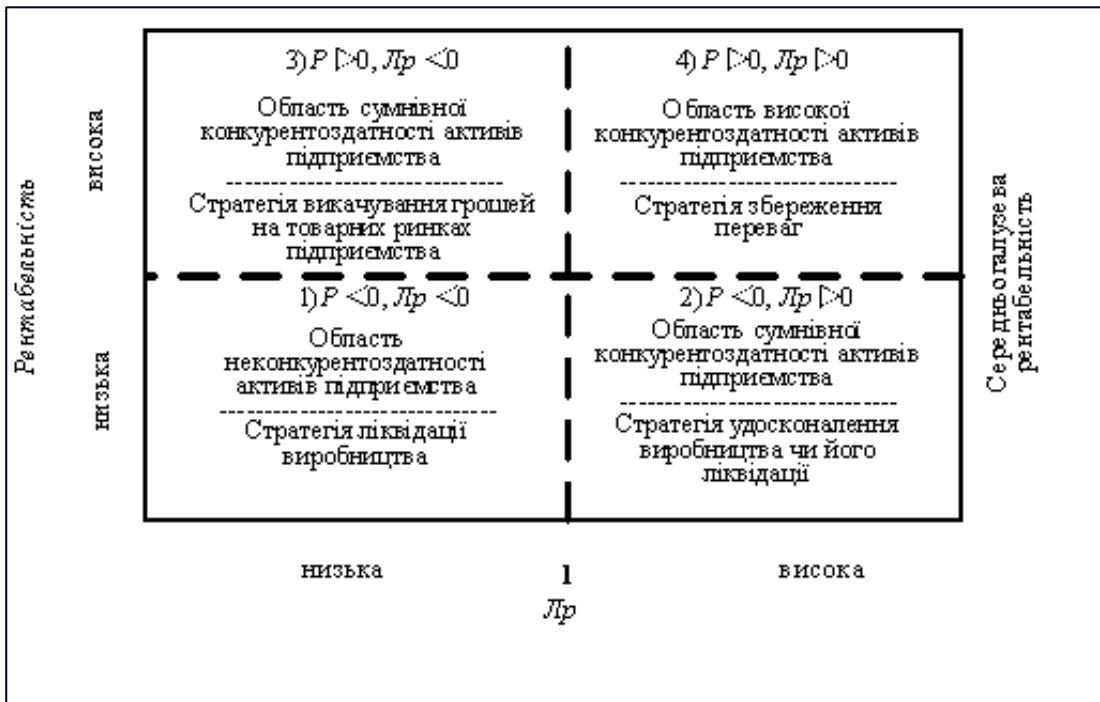 3) Р >0, Лр <0
Область сумнівної
конкурентоздатності активів
підприємства
Стратегія викачування грошей
на товарних ринках
підприємства
4) Р >0, Лр >0
Область високої
конкурентоздатності активів
підприємства
Стратегія збереження
переваг
1) Р <0, Лр <0
Область
неконкурентоздатності
активів підприємства
Стратегія ліквідації
виробництва
2) Р <0, Лр >0
Область сумнівної
конкурентоздатності активів
підприємства
Стратегія удосконалення
виробництва чи його
ліквідації
Рентабельність
висока
низька
Середньогалузева
рентабельність
низька
1
висока
Лр